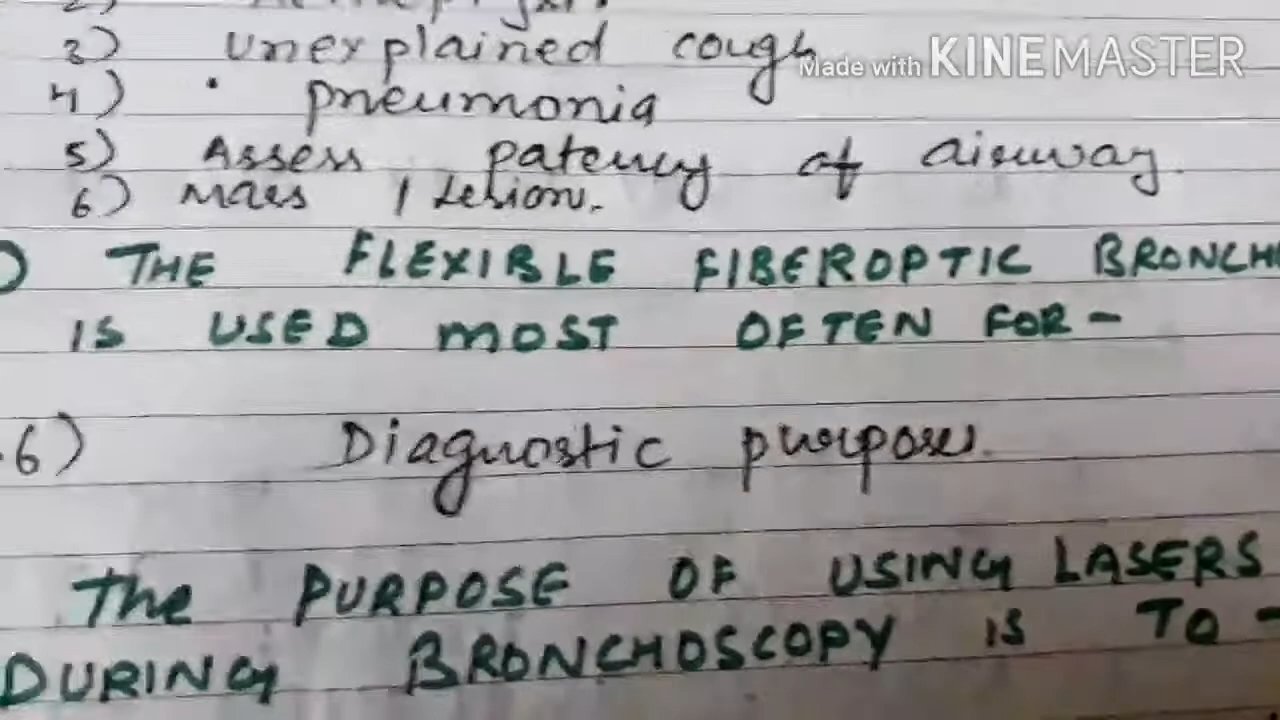 2)
3) unexplained cough
Made with KINEMASTER
4) pneumonia
5) Assess patency of airway.
6) Mass / Lesion.
THE FLEXIBLE FIBEROPTIC BRONCH
IS USED MOST OFTEN FOR-
6) Diagnostic purposes.
The PURPOSE OF USING LASERS
DURING BRONCHOSCOPY IS TO-